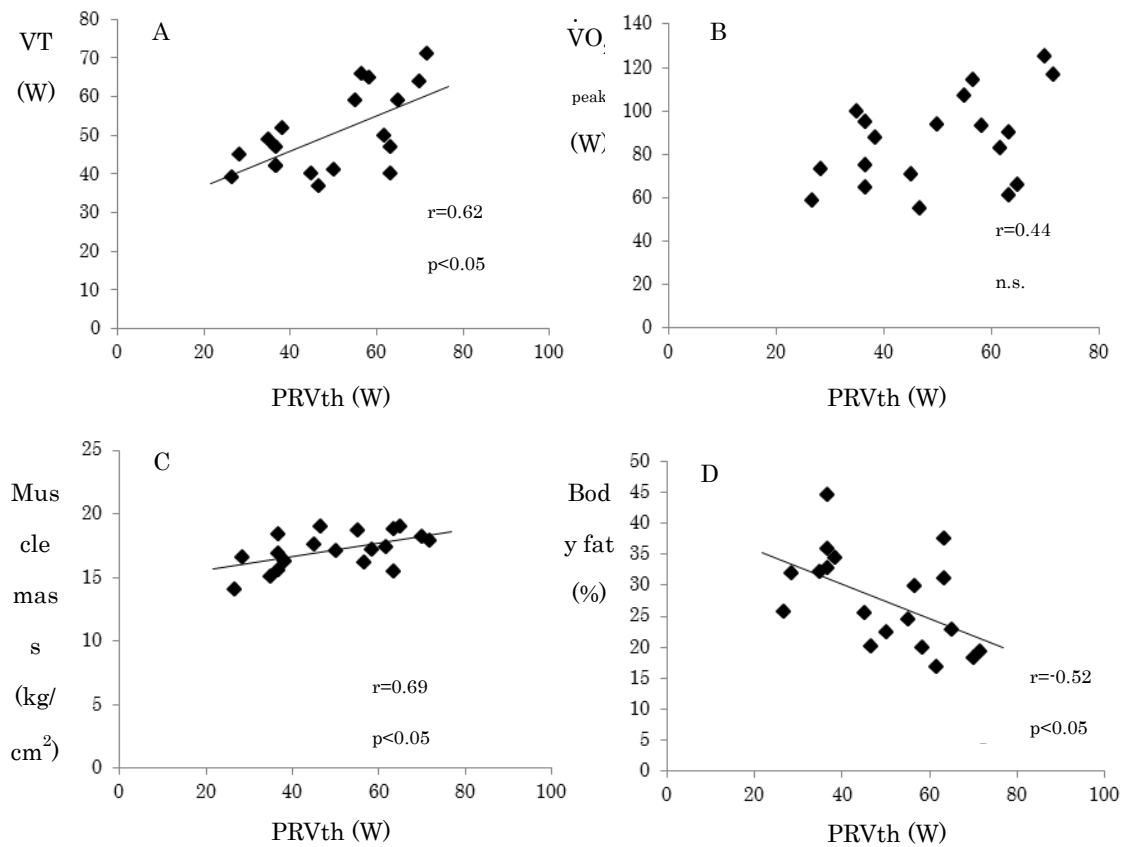 VT
(W)
A
80
70
60
50
40
30
20
10
0
0 20 40 60 80 100
r=0.62
p<0.05
PRVth (W)
V̇O2
peak
(W)
B
140
120
100
80
60
40
20
0
0 20 40 60 80
r=0.44
n.s.
PRVth (W)
Mus
cle
mas
s
(kg/
cm²)
C
25
20
15
10
5
0
0 20 40 60 80 100
r=0.69
p<0.05
PRVth (W)
Bod
y fat
(%)
D
50
45
40
35
30
25
20
15
10
5
0
0 20 40 60 80 100
r=-0.52
p<0.05
PRVth (W)